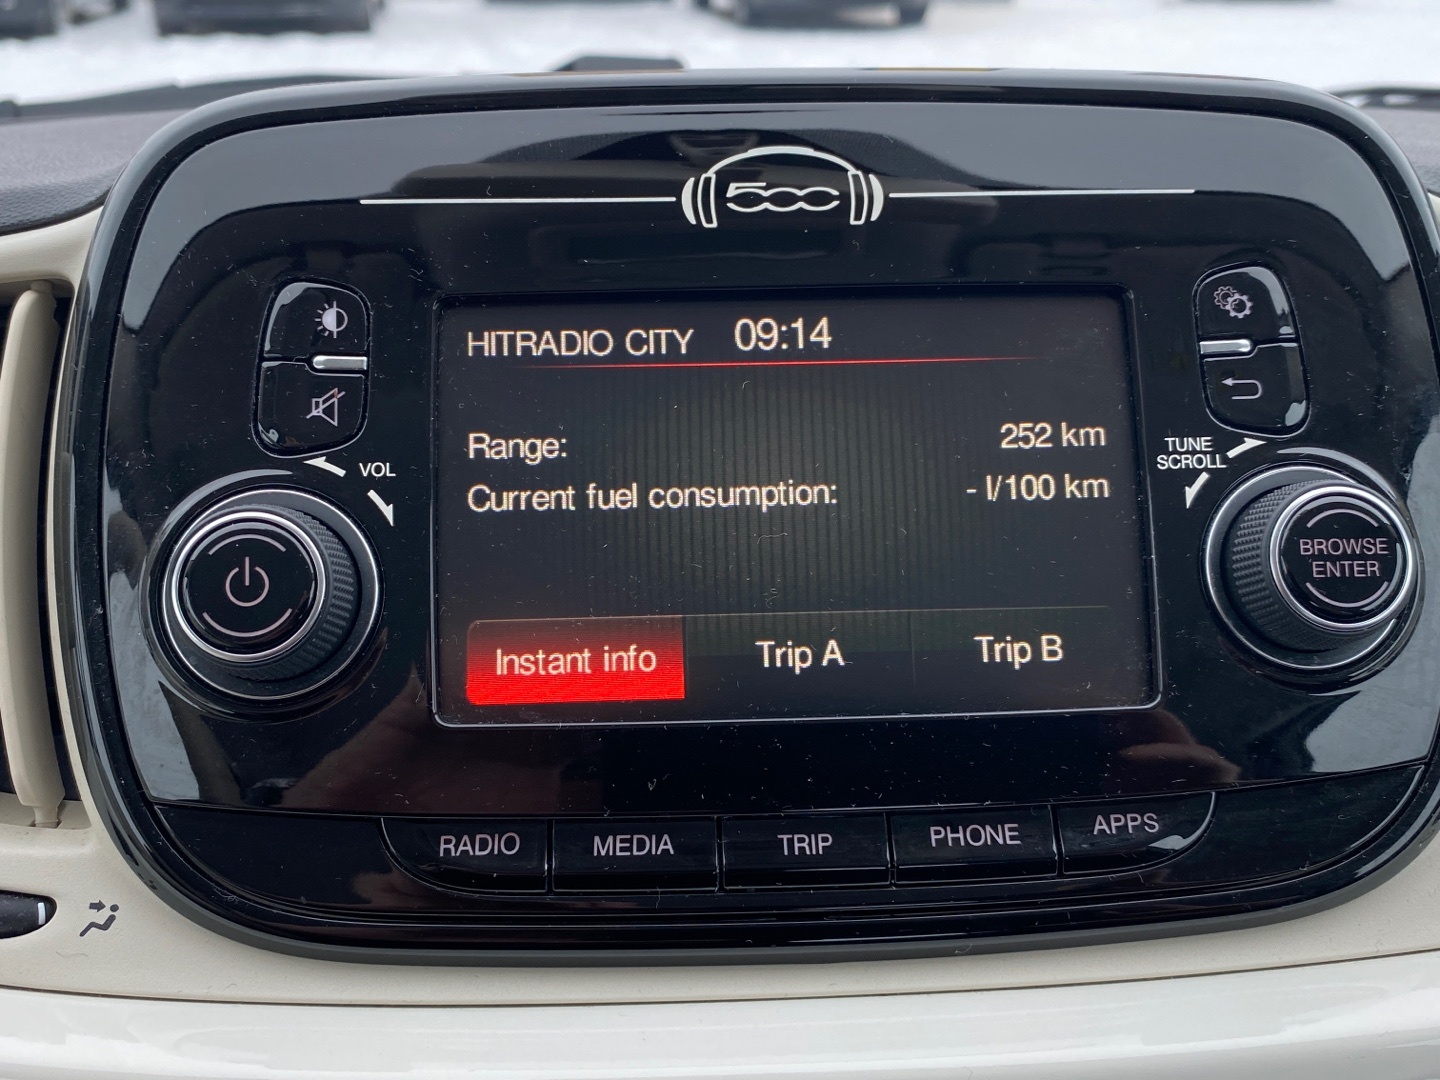 500
HITRADIO CITY 09:14
Range: 252 km
Current fuel consumption: - l/100 km
Instant info Trip A Trip B
VOL
TUNE
SCROLL
BROWSE
ENTER
RADIO MEDIA TRIP PHONE APPS